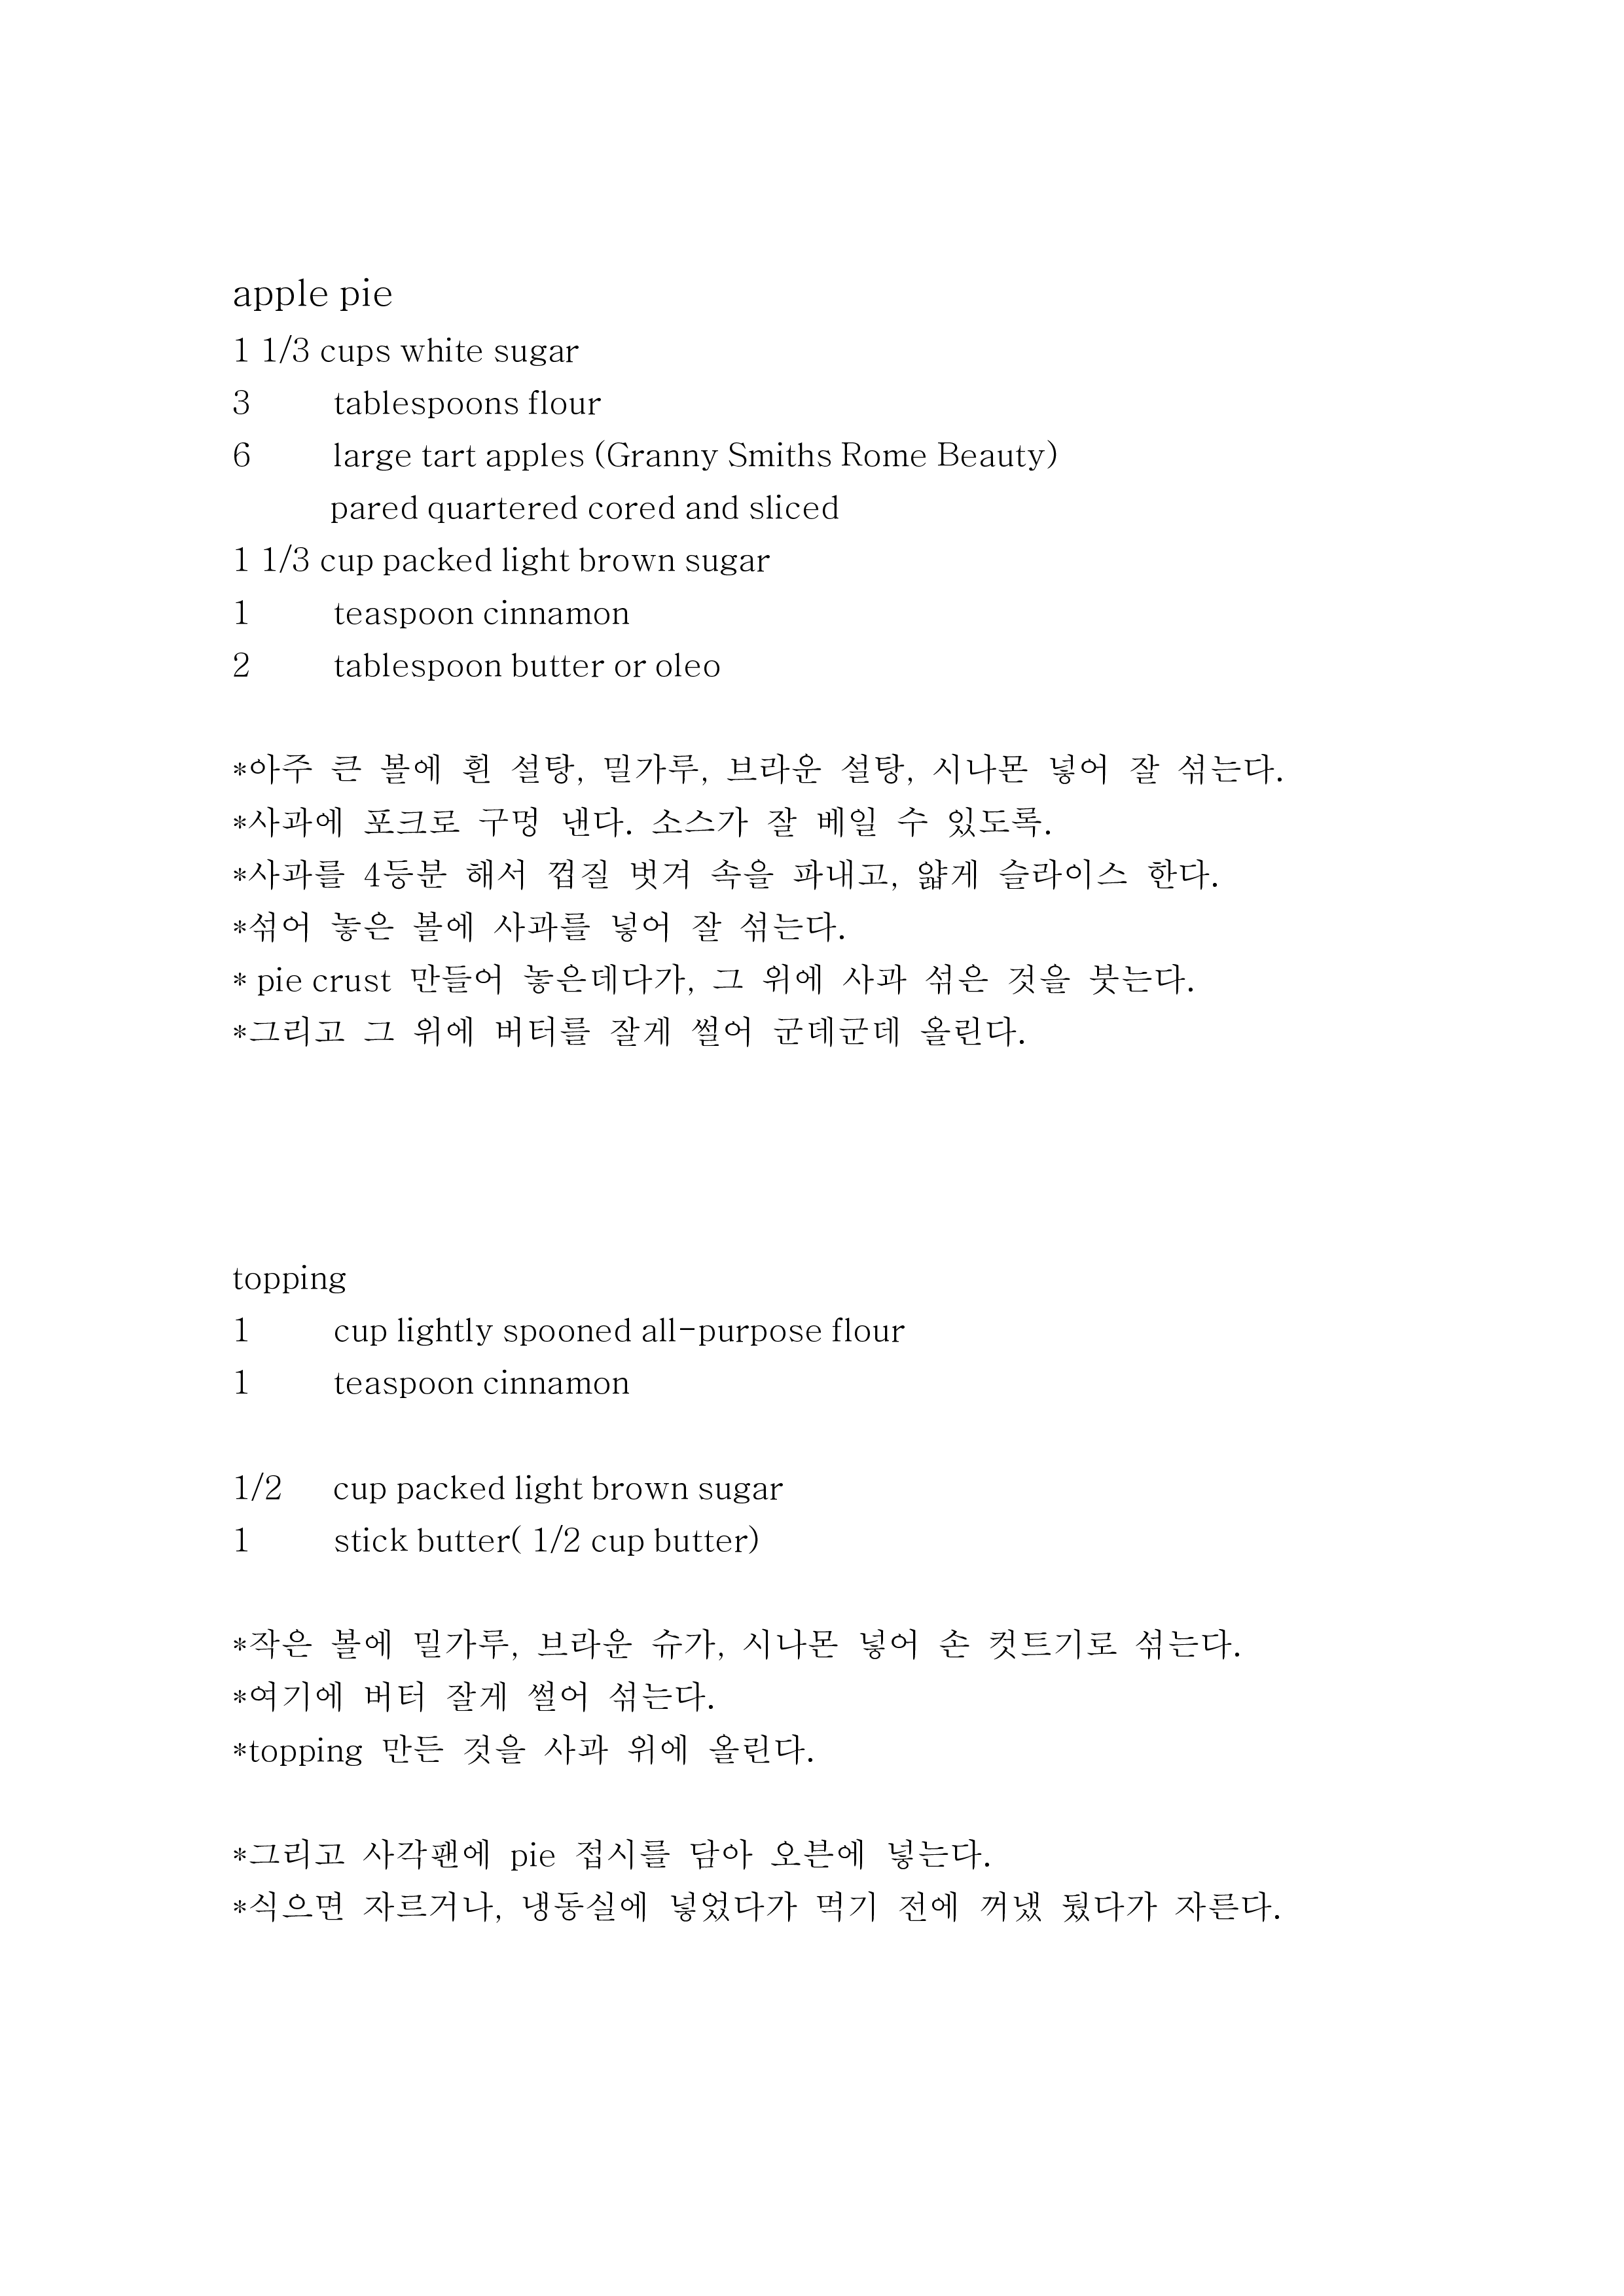 apple pie
1 1/3 cups white sugar
3 tablespoons flour
6 large tart apples (Granny Smiths Rome Beauty)
pared quartered cored and sliced
1 1/3 cup packed light brown sugar
1 teaspoon cinnamon
2 tablespoon butter or oleo
*아주 큰 볼에 흰 설탕, 밀가루, 브라운 설탕, 시나몬 넣어 잘 섞는다.
*사과에 포크로 구멍 낸다. 소스가 잘 베일 수 있도록.
*사과를 4등분 해서 껍질 벗겨 속을 파내고, 얇게 슬라이스 한다.
*섞어 놓은 볼에 사과를 넣어 잘 섞는다.
* pie crust 만들어 놓은데다가, 그 위에 사과 섞은 것을 붓는다.
*그리고 그 위에 버터를 잘게 썰어 군데군데 올린다.
topping
1 cup lightly spooned all-purpose flour
1 teaspoon cinnamon
1/2 cup packed light brown sugar
1 stick butter( 1/2 cup butter)
*작은 볼에 밀가루, 브라운 슈가, 시나몬 넣어 손 컷트기로 섞는다.
*여기에 버터 잘게 썰어 섞는다.
*topping 만든 것을 사과 위에 올린다.
*그리고 사각팬에 pie 접시를 담아 오븐에 넣는다.
*식으면 자르거나, 냉동실에 넣었다가 먹기 전에 꺼냈 뒀다가 자른다.